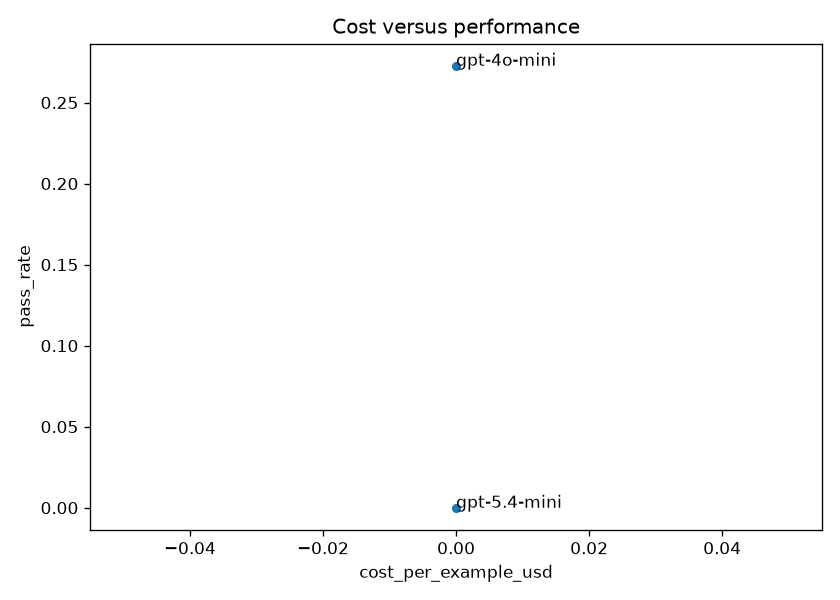 Cost versus performance
gpt-4o-mini
0.25
0.20
0.15
pass_rate
0.10
0.05
0.00
gpt-5.4-mini
−0.04
−0.02
0.00
0.02
0.04
cost_per_example_usd